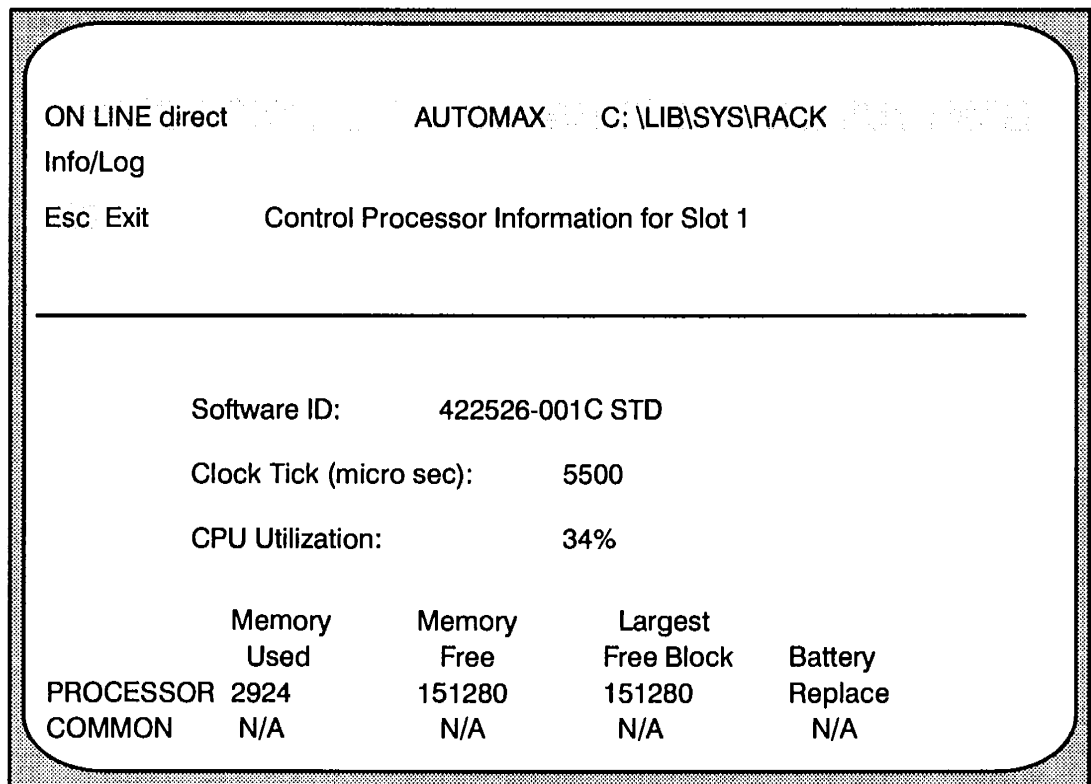 ON LINE direct AUTOMAX C: \LIB\SYS\RACK
Info/Log
Esc Exit Control Processor Information for Slot 1
Software ID: 422526-001C STD
Clock Tick (micro sec): 5500
CPU Utilization: 34%
Memory Memory Largest
Used Free Free Block Battery
PROCESSOR 2924 151280 151280 Replace
COMMON N/A N/A N/A N/A